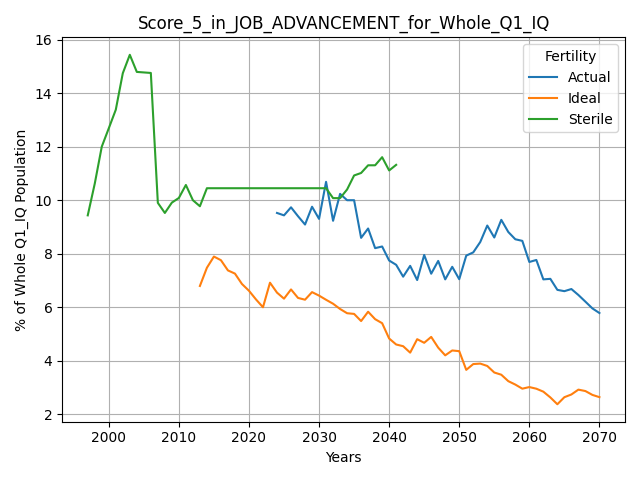 Score_5_in_JOB_ADVANCEMENT_for_Whole_Q1_IQ
% of Whole Q1_IQ Population
16
14
12
10
8
6
4
2
Fertility
Actual
Ideal
Sterile
2000 2010 2020 2030 2040 2050 2060 2070
Years